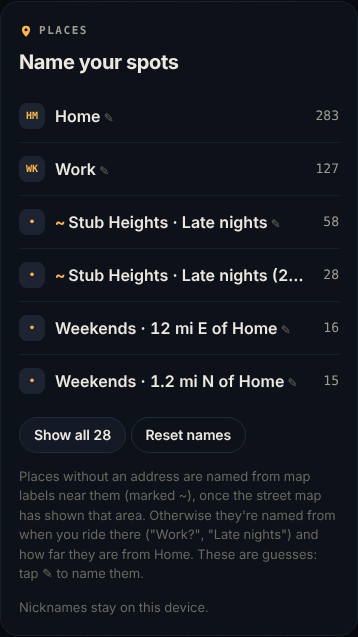 PLACES
Name your spots
HM Home ✎ 283
WK Work ✎ 127
~ Stub Heights · Late nights ✎ 58
~ Stub Heights · Late nights (2... 28
Weekends · 12 mi E of Home ✎ 16
Weekends · 1.2 mi N of Home ✎ 15
Show all 28 Reset names
Places without an address are named from map
labels near them (marked ~), once the street map
has shown that area. Otherwise they're named from
when you ride there ("Work?", "Late nights") and
how far they are from Home. These are guesses:
tap ✎ to name them.
Nicknames stay on this device.